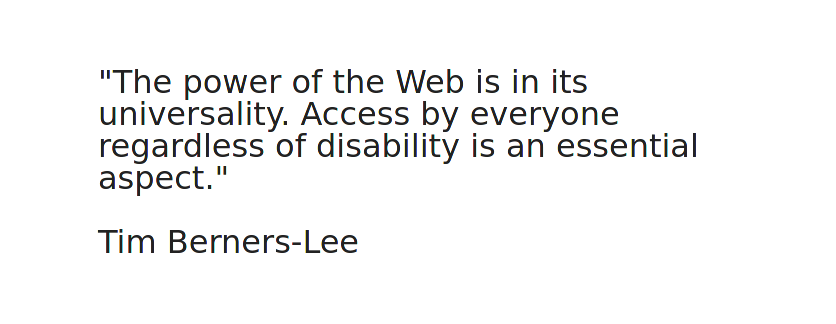 "The power of the Web is in its
universality. Access by everyone
regardless of disability is an essential
aspect."
Tim Berners-Lee